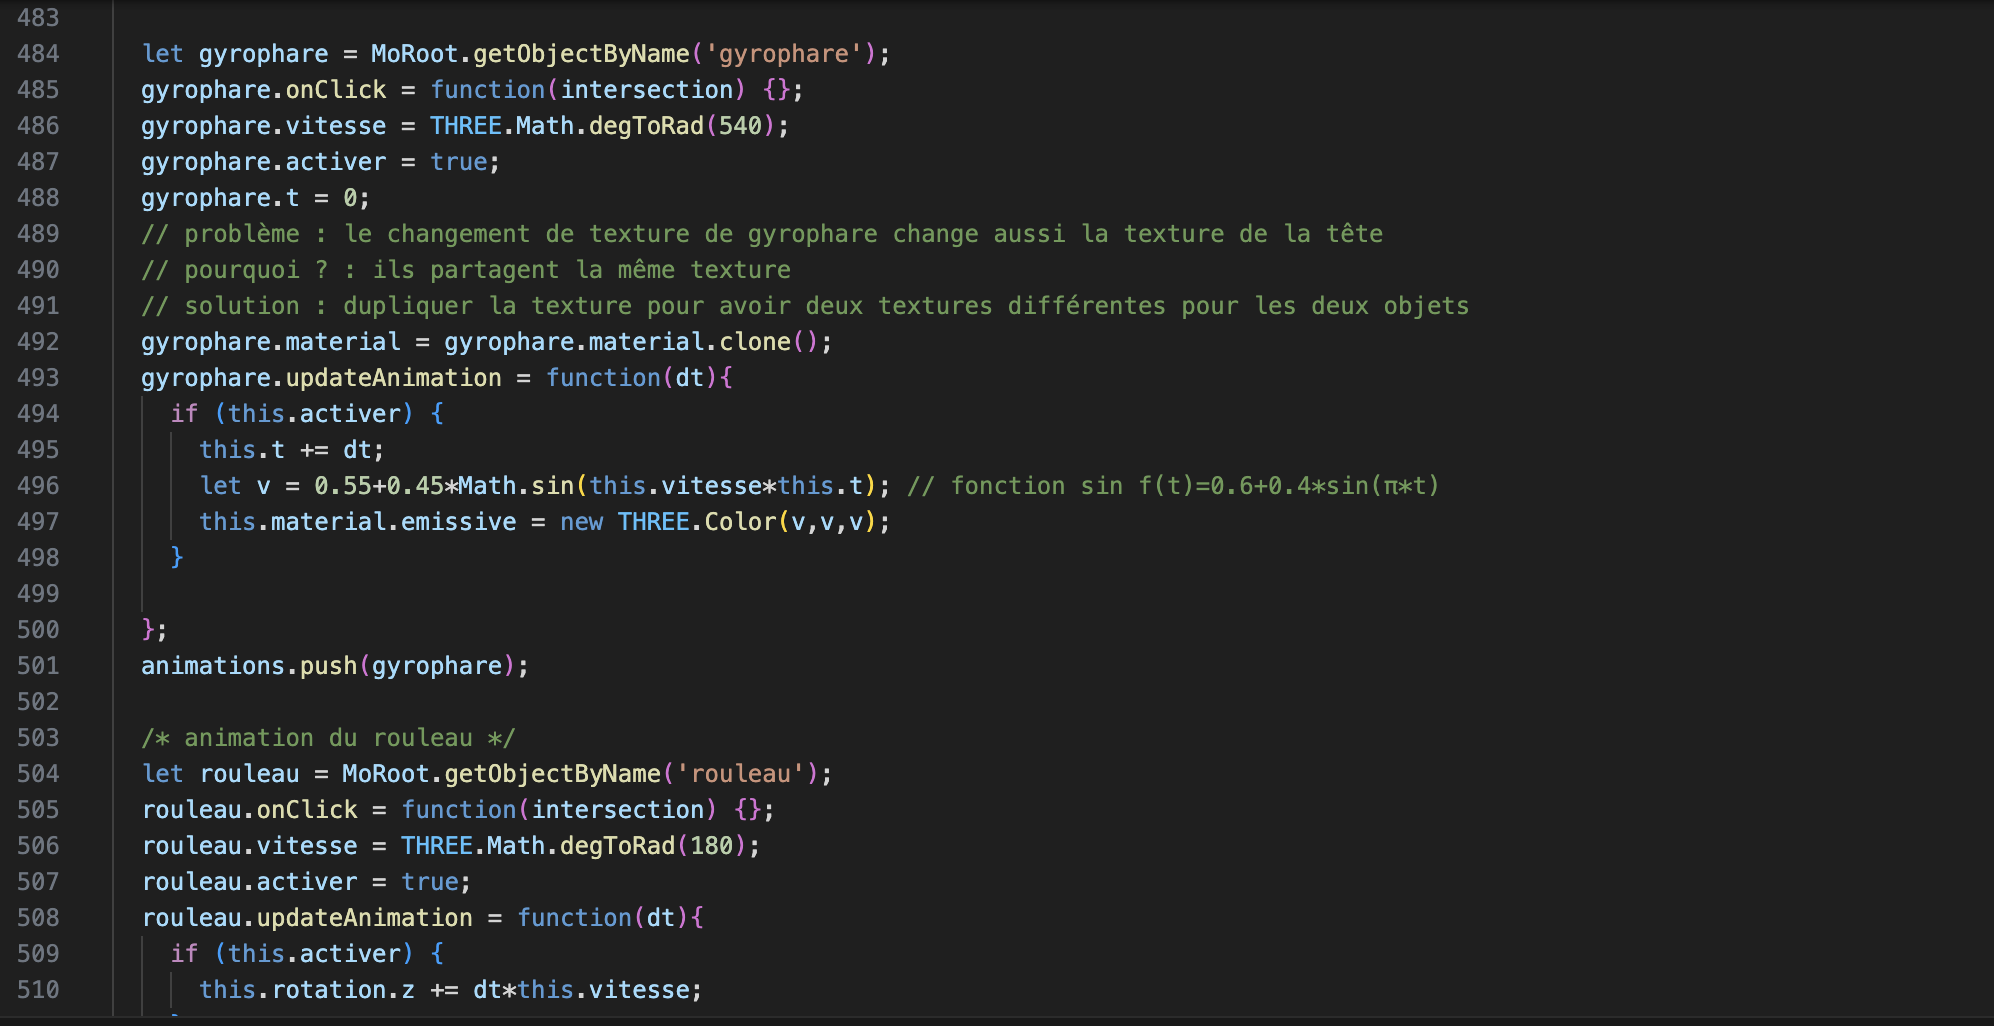 483
484 let gyrophare = MoRoot.getObjectByName('gyrophare');
485 gyrophare.onClick = function(intersection) {};
486 gyrophare.vitesse = THREE.Math.degToRad(540);
487 gyrophare.activer = true;
488 gyrophare.t = 0;
489 // problème : le changement de texture de gyrophare change aussi la texture de la tête
490 // pourquoi ? : ils partagent la même texture
491 // solution : dupliquer la texture pour avoir deux textures différentes pour les deux objets
492 gyrophare.material = gyrophare.material.clone();
493 gyrophare.updateAnimation = function(dt){
494 if (this.activer) {
495 this.t += dt;
496 let v = 0.55+0.45*Math.sin(this.vitesse*this.t); // fonction sin f(t)=0.6+0.4*sin(π*t)
497 this.material.emissive = new THREE.Color(v,v,v);
498 }
499
500 };
501 animations.push(gyrophare);
502
503 /* animation du rouleau */
504 let rouleau = MoRoot.getObjectByName('rouleau');
505 rouleau.onClick = function(intersection) {};
506 rouleau.vitesse = THREE.Math.degToRad(180);
507 rouleau.activer = true;
508 rouleau.updateAnimation = function(dt){
509 if (this.activer) {
510 this.rotation.z += dt*this.vitesse;